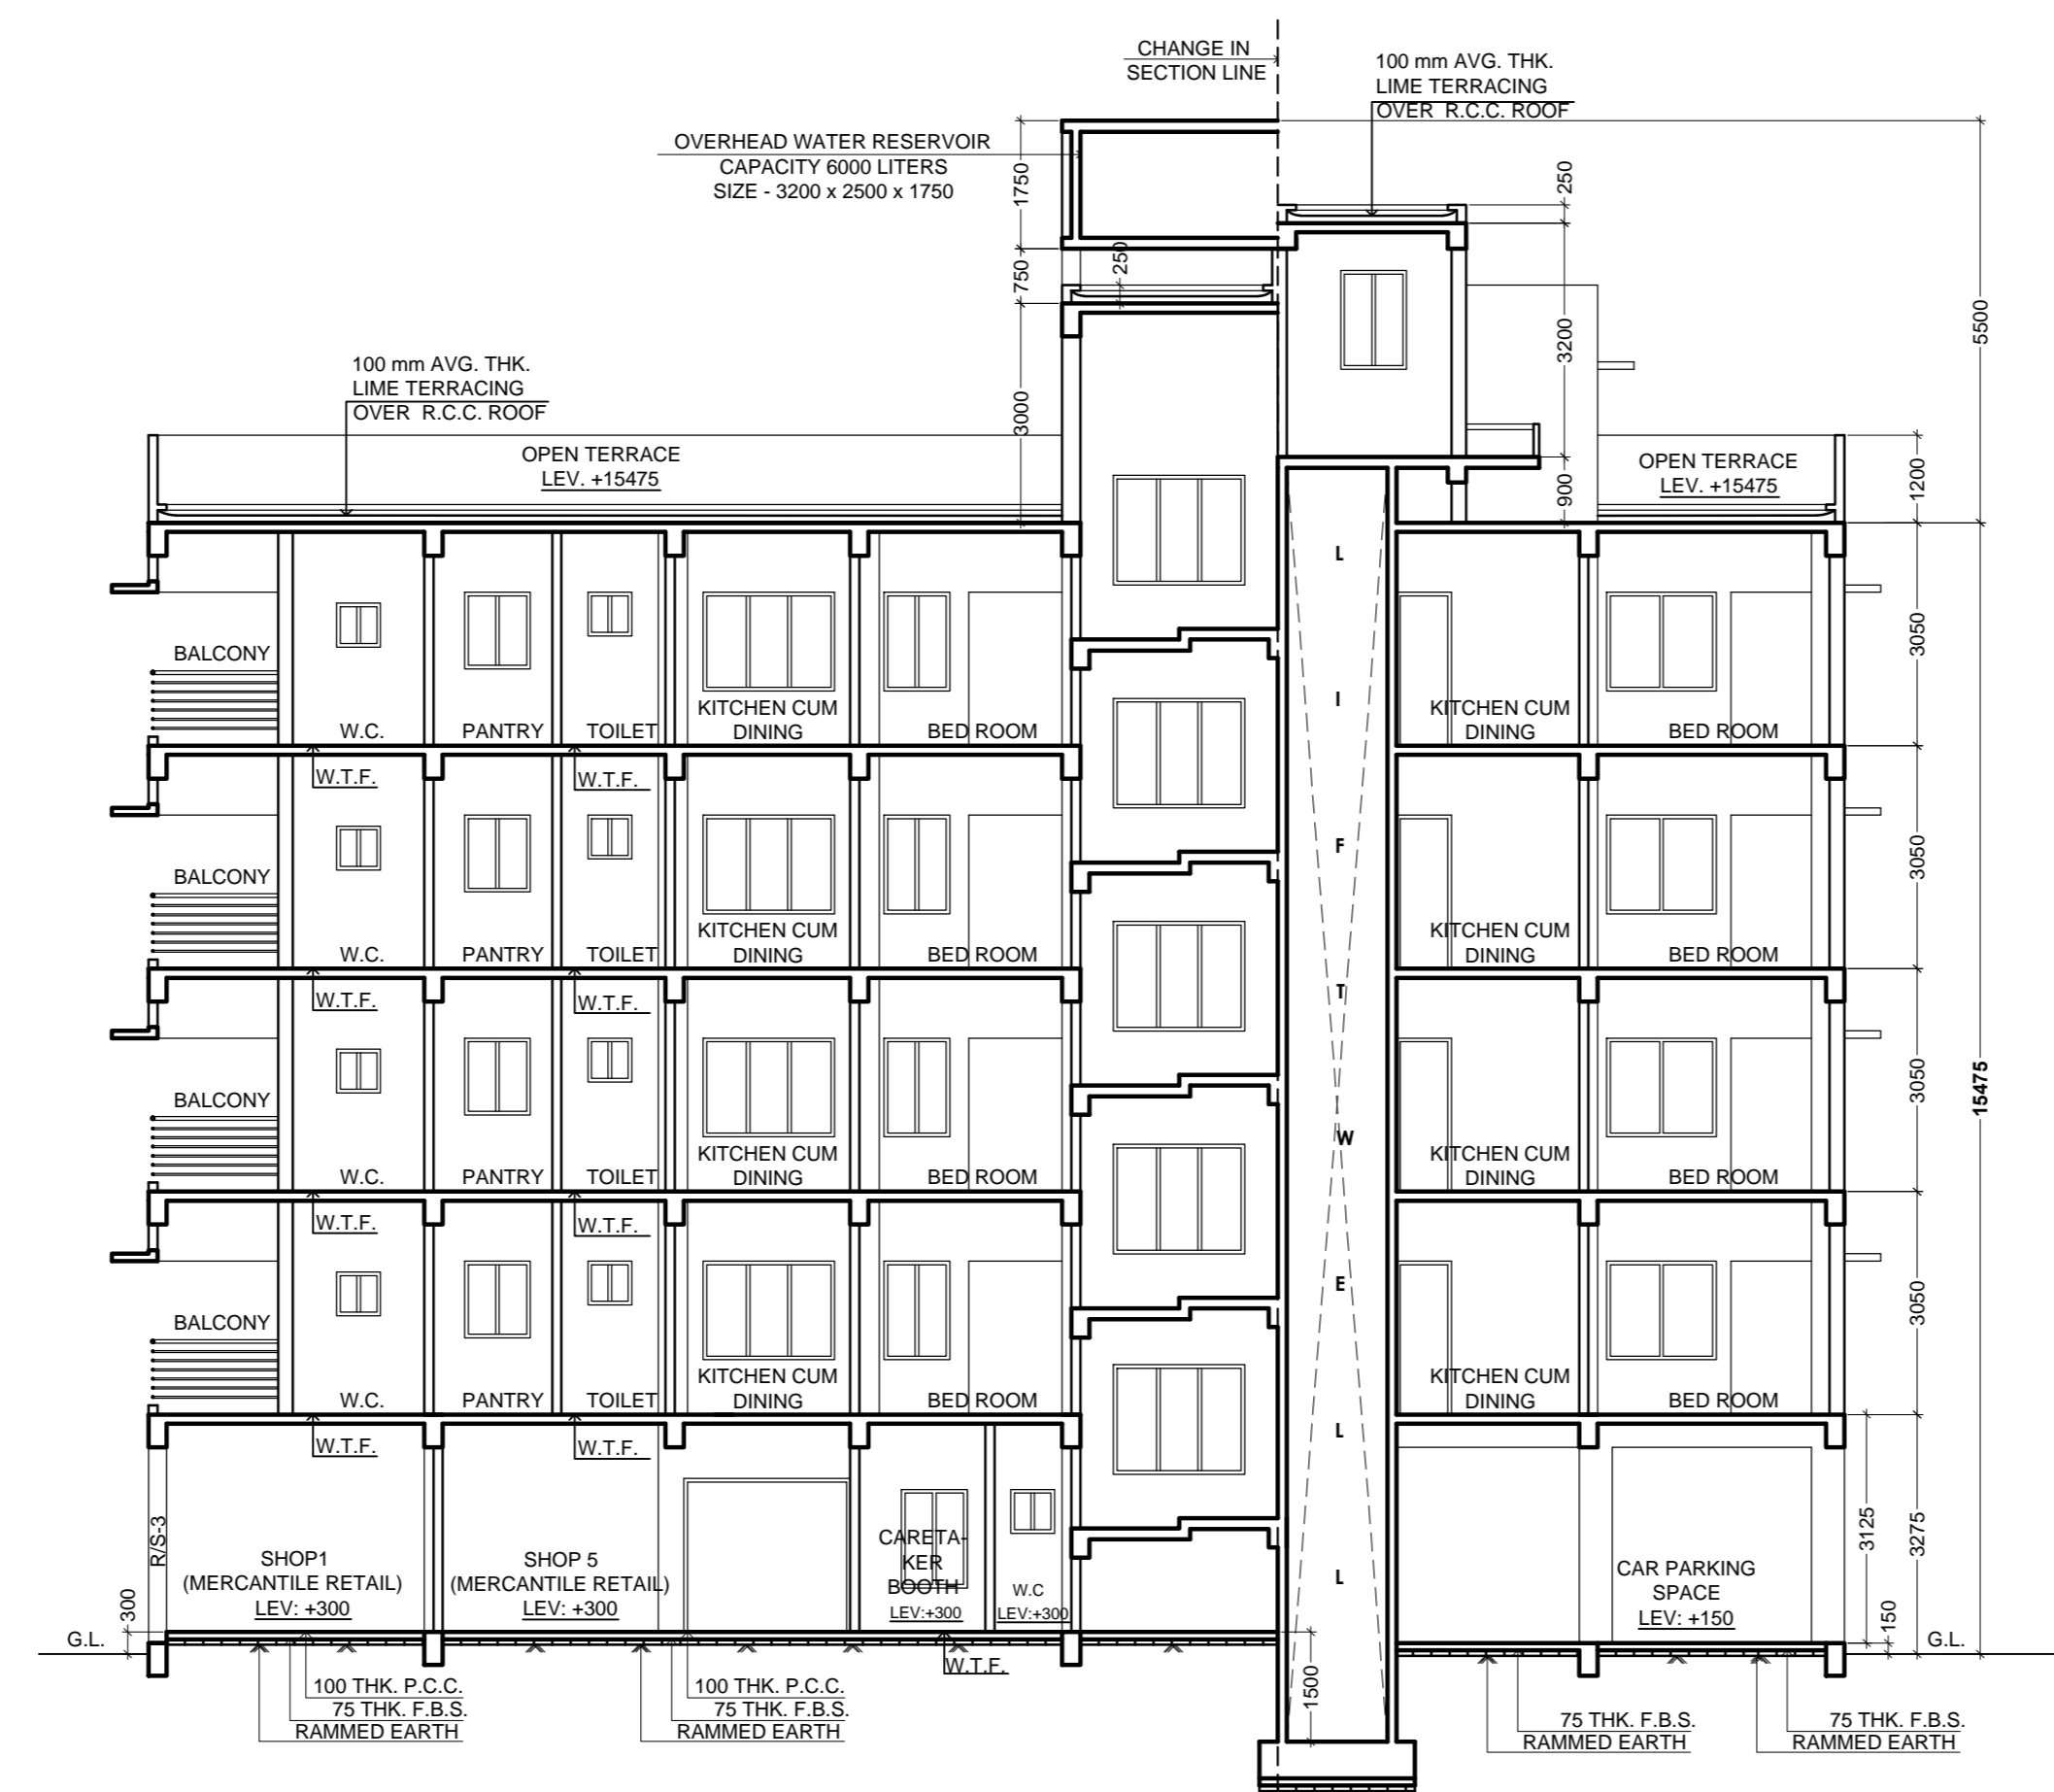 CHANGE IN
SECTION LINE
100 mm AVG. THK.
LIME TERRACING
OVER R.C.C. ROOF
OVERHEAD WATER RESERVOIR
CAPACITY 6000 LITERS
SIZE - 3200 x 2500 x 1750
1750
250
750
250
3200
5500
3000
100 mm AVG. THK.
LIME TERRACING
OVER R.C.C. ROOF
OPEN TERRACE
LEV. +15475
OPEN TERRACE
LEV. +15475
900
1200
BALCONY
W.C.
PANTRY
TOILET
KITCHEN CUM
DINING
BED ROOM
KITCHEN CUM
DINING
BED ROOM
3050
W.T.F.
W.T.F.
BALCONY
W.C.
PANTRY
TOILET
KITCHEN CUM
DINING
BED ROOM
KITCHEN CUM
DINING
BED ROOM
3050
W.T.F.
W.T.F.
BALCONY
W.C.
PANTRY
TOILET
KITCHEN CUM
DINING
BED ROOM
KITCHEN CUM
DINING
BED ROOM
3050
15475
W.T.F.
W.T.F.
BALCONY
W.C.
PANTRY
TOILET
KITCHEN CUM
DINING
BED ROOM
KITCHEN CUM
DINING
BED ROOM
3050
W.T.F.
W.T.F.
L
I
F
T
W
E
L
L
R/S-3
SHOP1
(MERCANTILE RETAIL)
LEV: +300
SHOP 5
(MERCANTILE RETAIL)
LEV: +300
CARETA-
KER
BOOTH
LEV:+300
W.C
LEV:+300
CAR PARKING
SPACE
LEV: +150
3125
3275
300
150
G.L.
G.L.
W.T.F.
1500
100 THK. P.C.C.
75 THK. F.B.S.
RAMMED EARTH
100 THK. P.C.C.
75 THK. F.B.S.
RAMMED EARTH
75 THK. F.B.S.
RAMMED EARTH
75 THK. F.B.S.
RAMMED EARTH